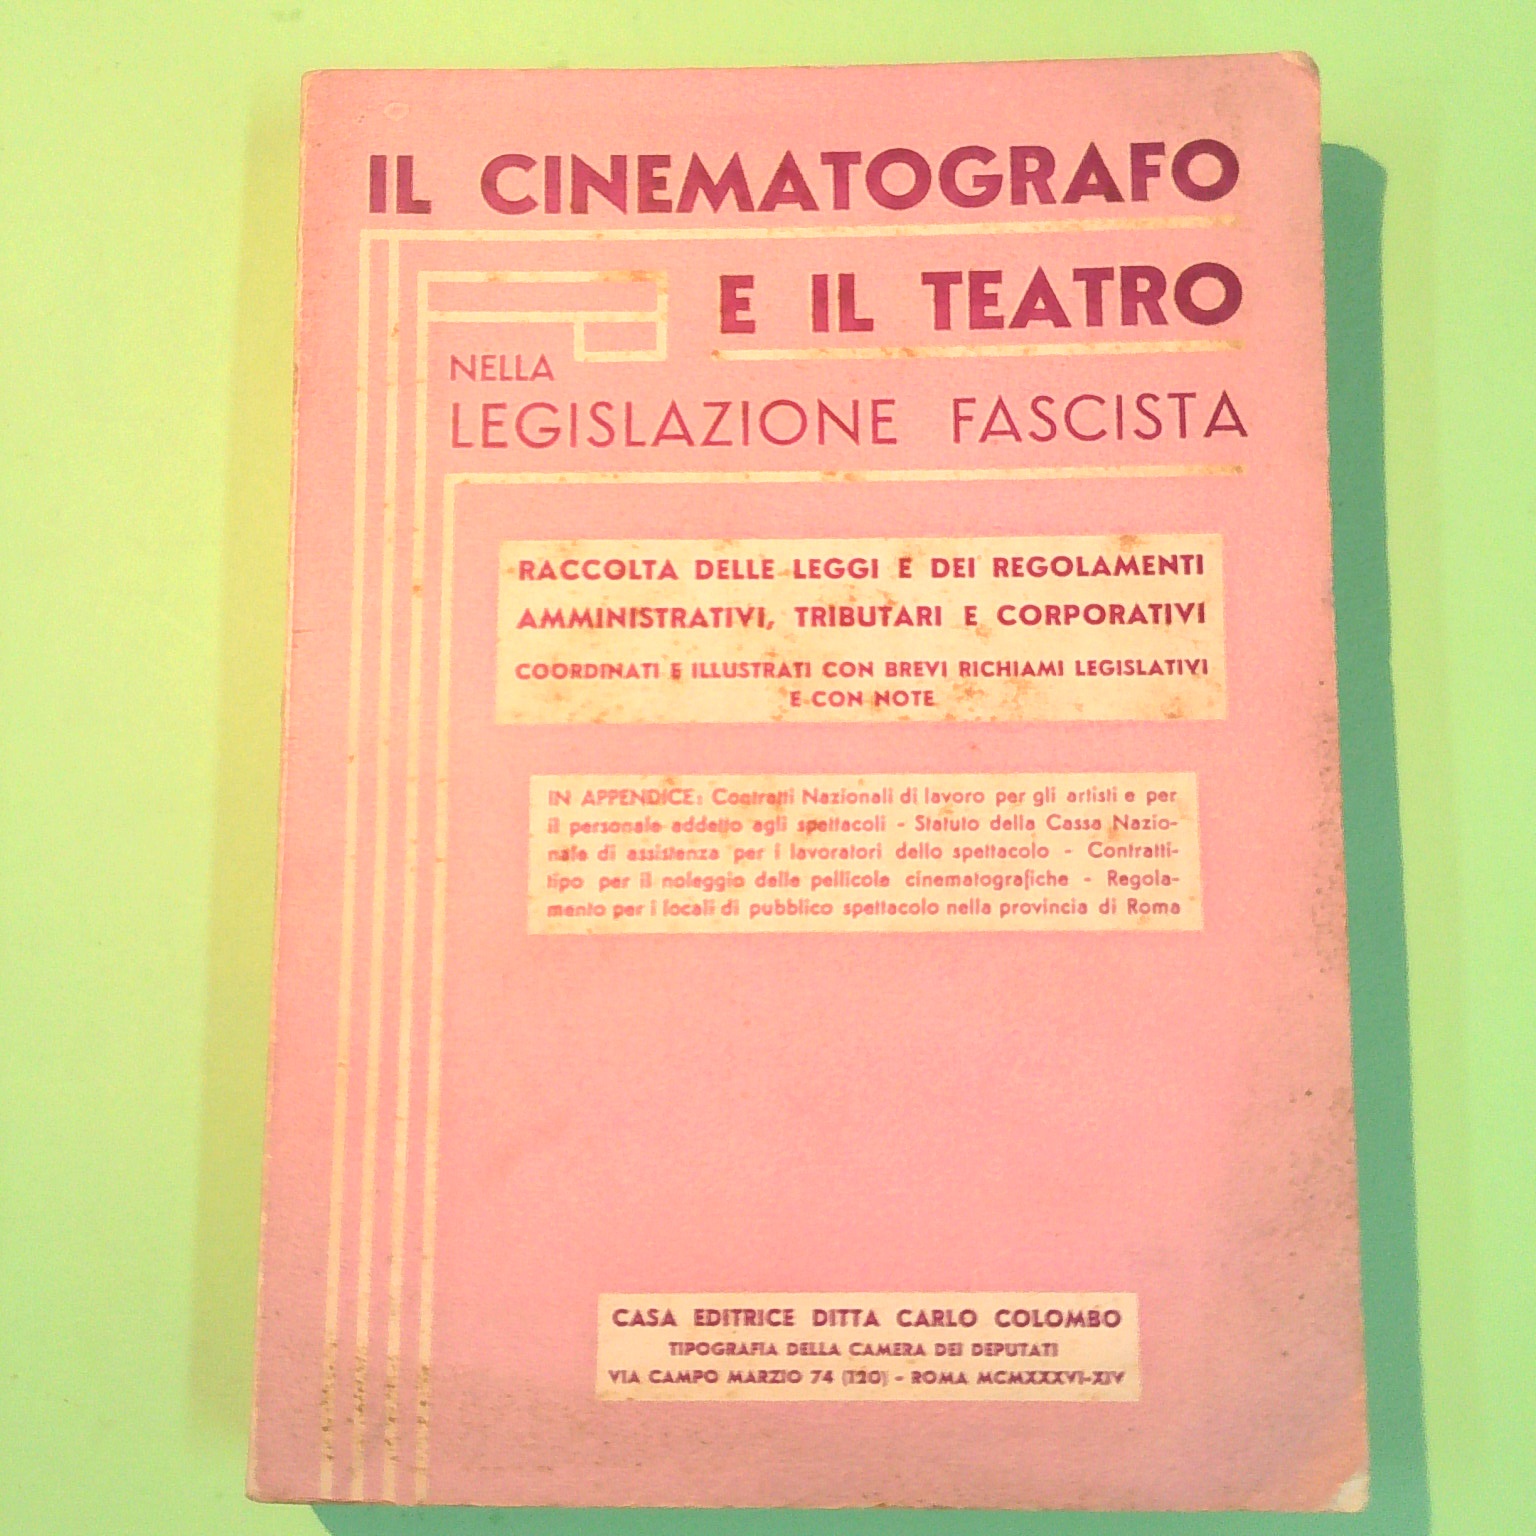 IL CINEMATOGRAFO
E IL TEATRO
NELLA
LEGISLAZIONE FASCISTA
RACCOLTA DELLE LEGGI E DEI REGOLAMENTI
AMMINISTRATIVI, TRIBUTARI E CORPORATIVI
COORDINATI E ILLUSTRATI CON BREVI RICHIAMI LEGISLATIVI
E CON NOTE
IN APPENDICE: Contratti Nazionali di lavoro per gli artisti e per
il personale addetto agli spettacoli - Statuto della Cassa Nazio-
nale di assistenza per i lavoratori dello spettacolo - Contratti-
tipo per il noleggio delle pellicole cinematografiche - Regola-
mento per i locali di pubblico spettacolo nella provincia di Roma
CASA EDITRICE DITTA CARLO COLOMBO
TIPOGRAFIA DELLA CAMERA DEI DEPUTATI
VIA CAMPO MARZIO 74 (120) - ROMA MCMXXXVI-XIV